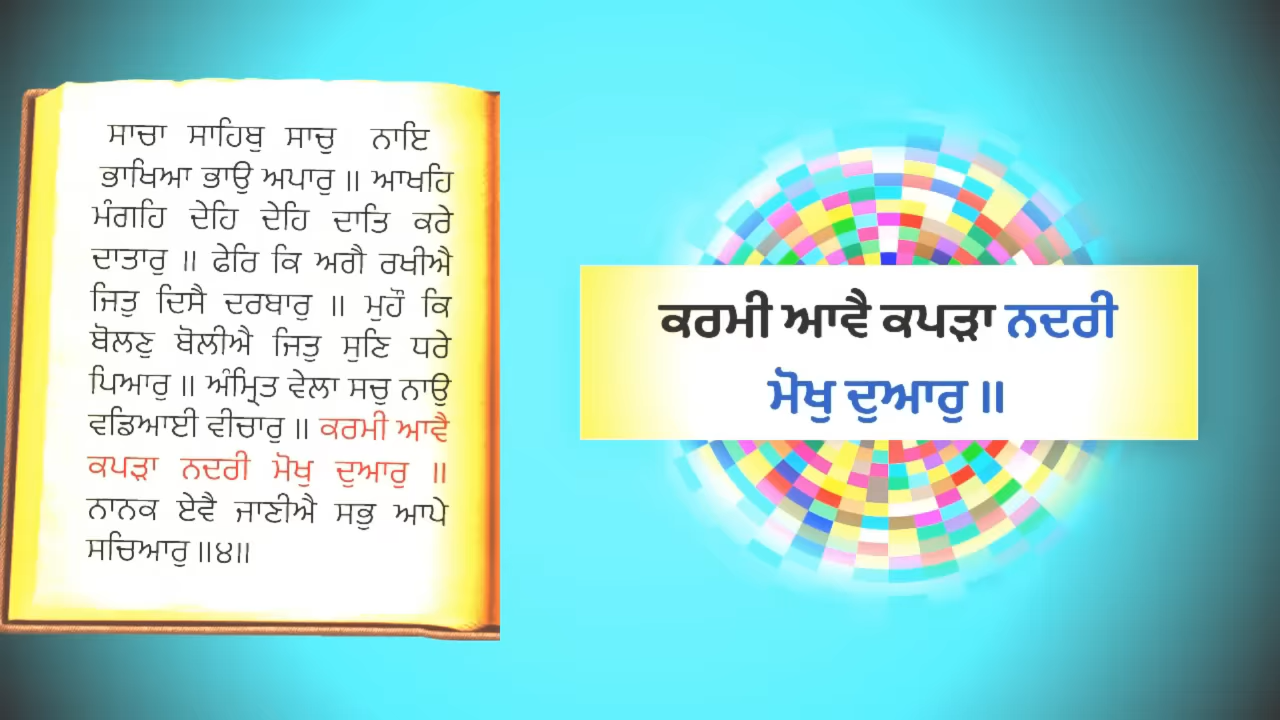 ਸਾਚਾ ਸਾਹਿਬੁ ਸਾਚੁ ਨਾਇ
ਭਾਖਿਆ ਭਾਉ ਅਪਾਰੁ ॥ ਆਖਹਿ
ਮੰਗਹਿ ਦੇਹਿ ਦੇਹਿ ਦਾਤਿ ਕਰੇ
ਦਾਤਾਰੁ ॥ ਫੇਰਿ ਕਿ ਅਗੈ ਰਖੀਐ
ਜਿਤੁ ਦਿਸੈ ਦਰਬਾਰੁ ॥ ਮੁਹੌ ਕਿ
ਬੋਲਣੁ ਬੋਲੀਐ ਜਿਤੁ ਸੁਣਿ ਧਰੇ
ਪਿਆਰੁ ॥ ਅੰਮ੍ਰਿਤ ਵੇਲਾ ਸਚੁ ਨਾਉ
ਵਡਿਆਈ ਵੀਚਾਰੁ ॥ ਕਰਮੀ ਆਵੈ
ਕਪੜਾ ਨਦਰੀ ਮੋਖੁ ਦੁਆਰੁ ॥
ਨਾਨਕ ਏਵੈ ਜਾਣੀਐ ਸਭੁ ਆਪੇ
ਸਚਿਆਰੁ ॥੪॥
ਕਰਮੀ ਆਵੈ ਕਪੜਾ ਨਦਰੀ
ਮੋਖੁ ਦੁਆਰੁ ॥